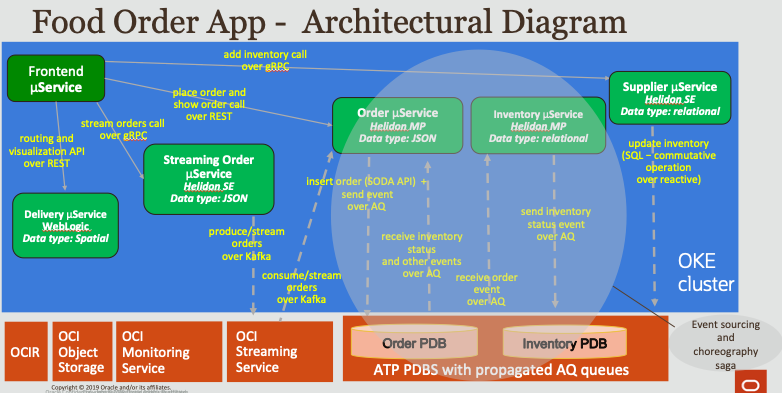 Food Order App - Architectural Diagram
add inventory call
over gRPC
Frontend
µService
place order and
show order call
over REST
stream orders call
over gRPC
routing and
visualization API
over REST
Supplier µService
Helidon SE
Data type: relational
Order µService
Helidon MP
Data type: JSON
Inventory µService
Helidon MP
Data type: relational
Streaming Order
µService
Helidon SE
Data type: JSON
Delivery µService
WebLogic
Data type: Spatial
update inventory
(SQL – commutative
operation
over reactive)
insert order (SODA API) +
send event
over AQ
produce/stream
orders
over Kafka
consume/stream
orders
over Kafka
receive inventory
status
and other events
over AQ
receive order
event
over AQ
send inventory
status event
over AQ
OKE
cluster
OCIR
OCI
Object
Storage
OCI
Monitoring
Service
OCI
Streaming
Service
Order PDB
Inventory PDB
ATP PDBS with propagated AQ queues
Event sourcing
and
choreography
saga
Copyright © 2019 Oracle and/or its affiliates.